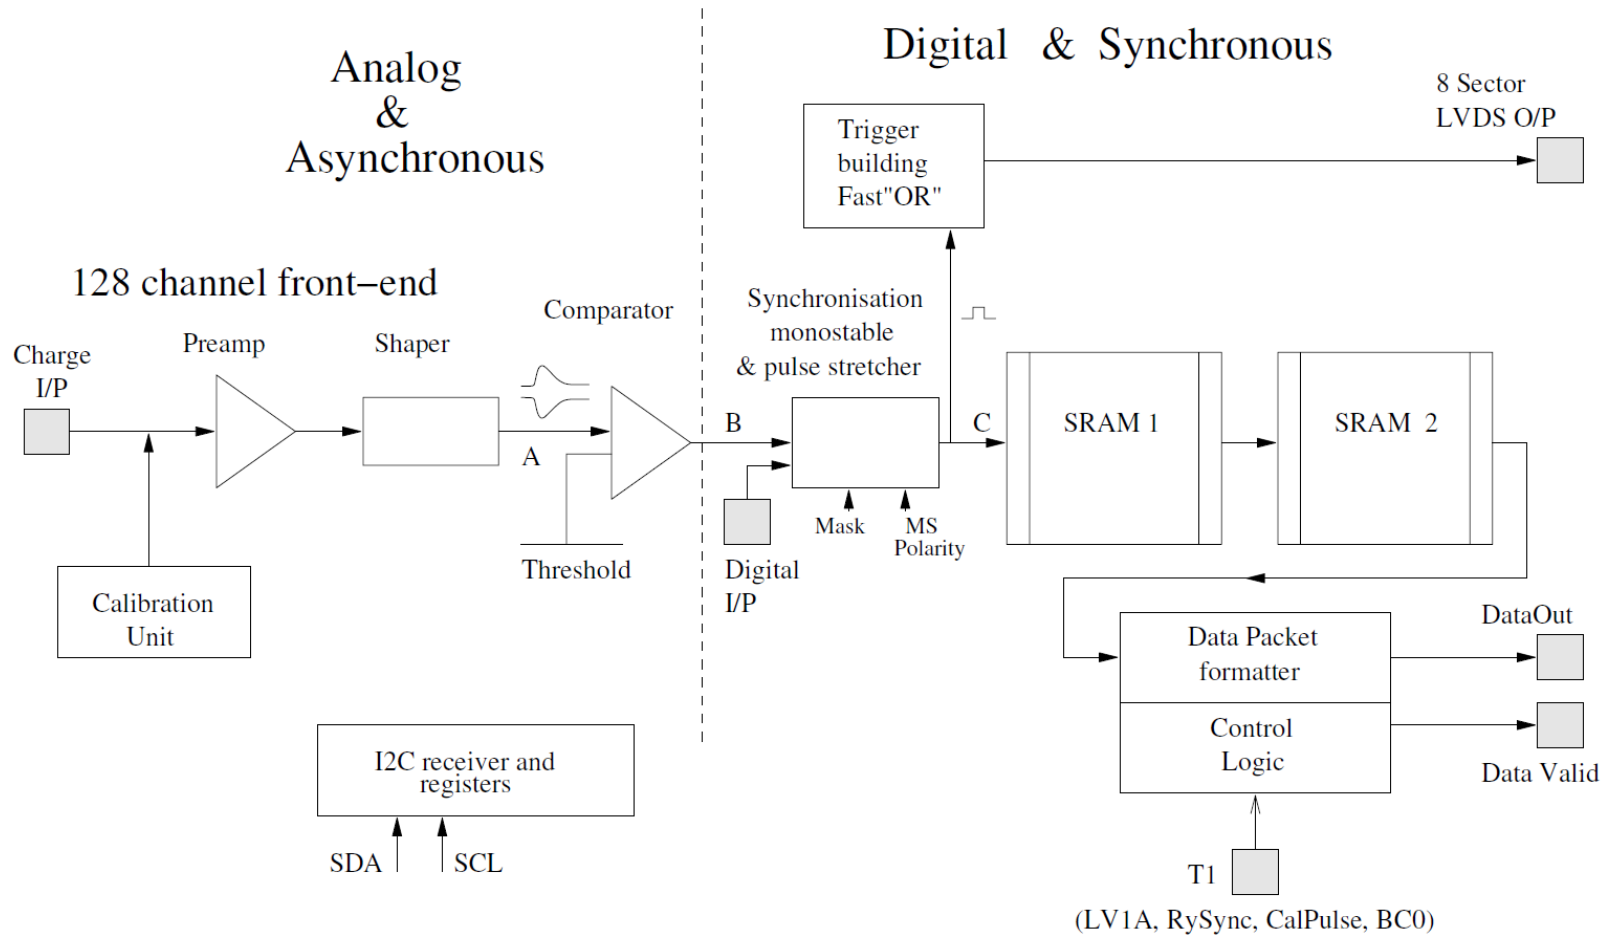 Analog
&
Asynchronous
Digital & Synchronous
8 Sector
LVDS O/P
Trigger
building
Fast"OR"
128 channel front-end
Charge
I/P
Preamp
Shaper
Comparator
Synchronisation
monostable
& pulse stretcher
A
B
C
SRAM 1
SRAM 2
Threshold
Digital
I/P
Mask
MS
Polarity
Calibration
Unit
Data Packet
formatter
DataOut
Control
Logic
Data Valid
I2C receiver and
registers
SDA
SCL
T1
(LV1A, RySync, CalPulse, BC0)